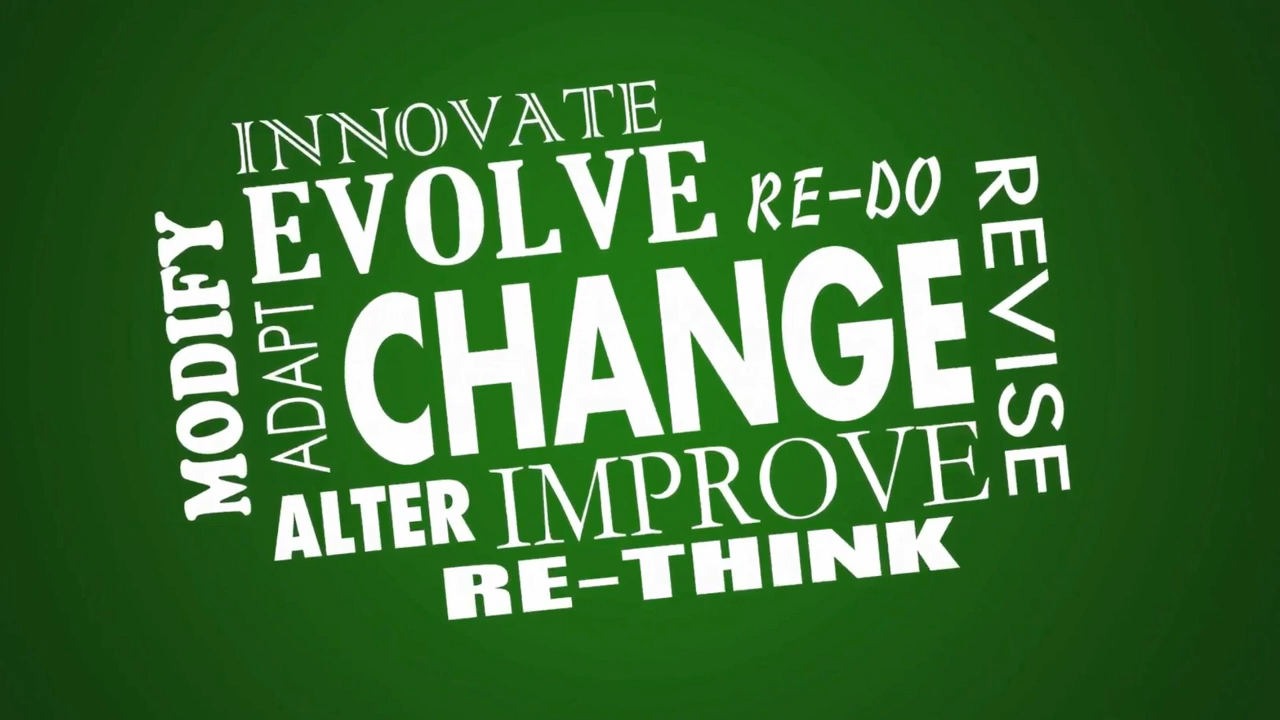 INNOVATE
EVOLVE
RE-DO
REVISE
MODIFY
ADAPT
CHANGE
ALTER
IMPROVE
RE-THINK